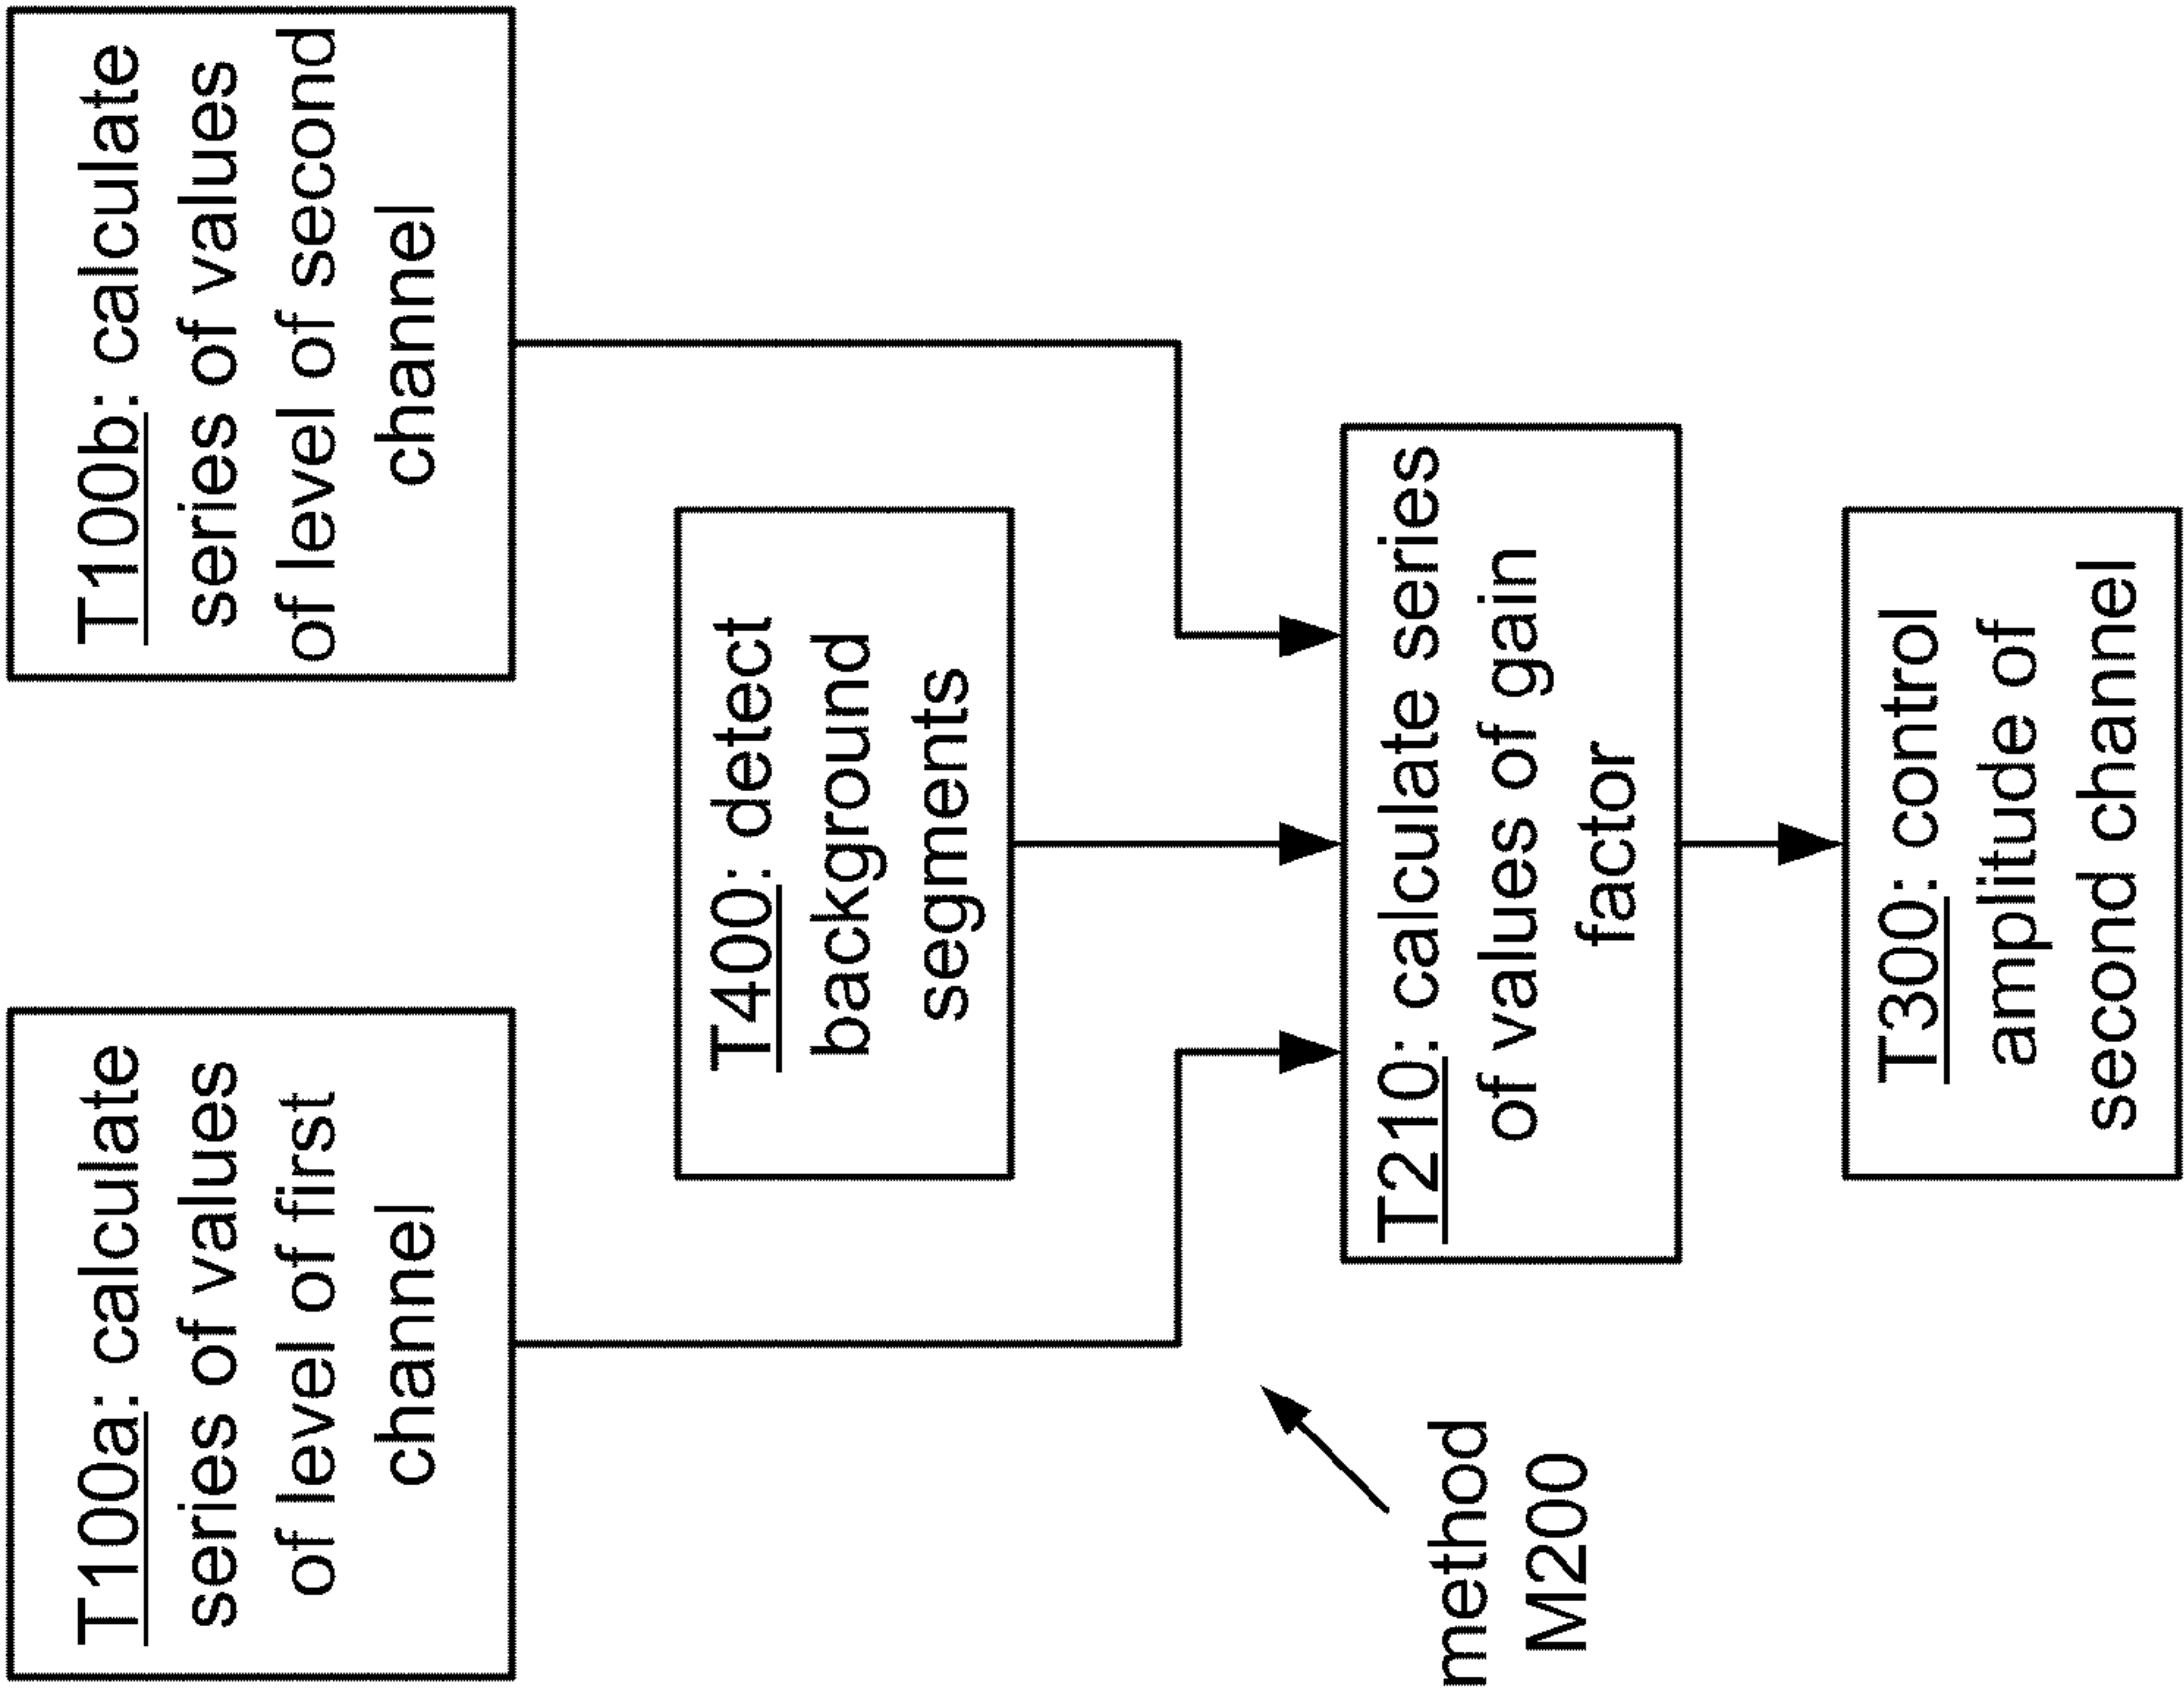 T100a: calculate
series of values
of level of first
channel
T100b: calculate
series of values
of level of second
channel
T400: detect
background
segments
T210: calculate series
of values of gain
factor
T300: control
amplitude of
second channel
method
M200